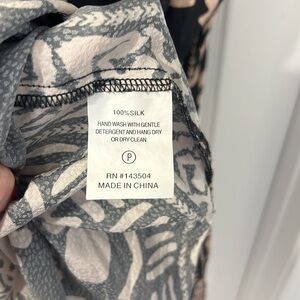 100%SILK
HAND WASH WITH GENTLE
DETERGENT AND HANG DRY
OR DRY CLEAN
P
RN #143504
MADE IN CHINA